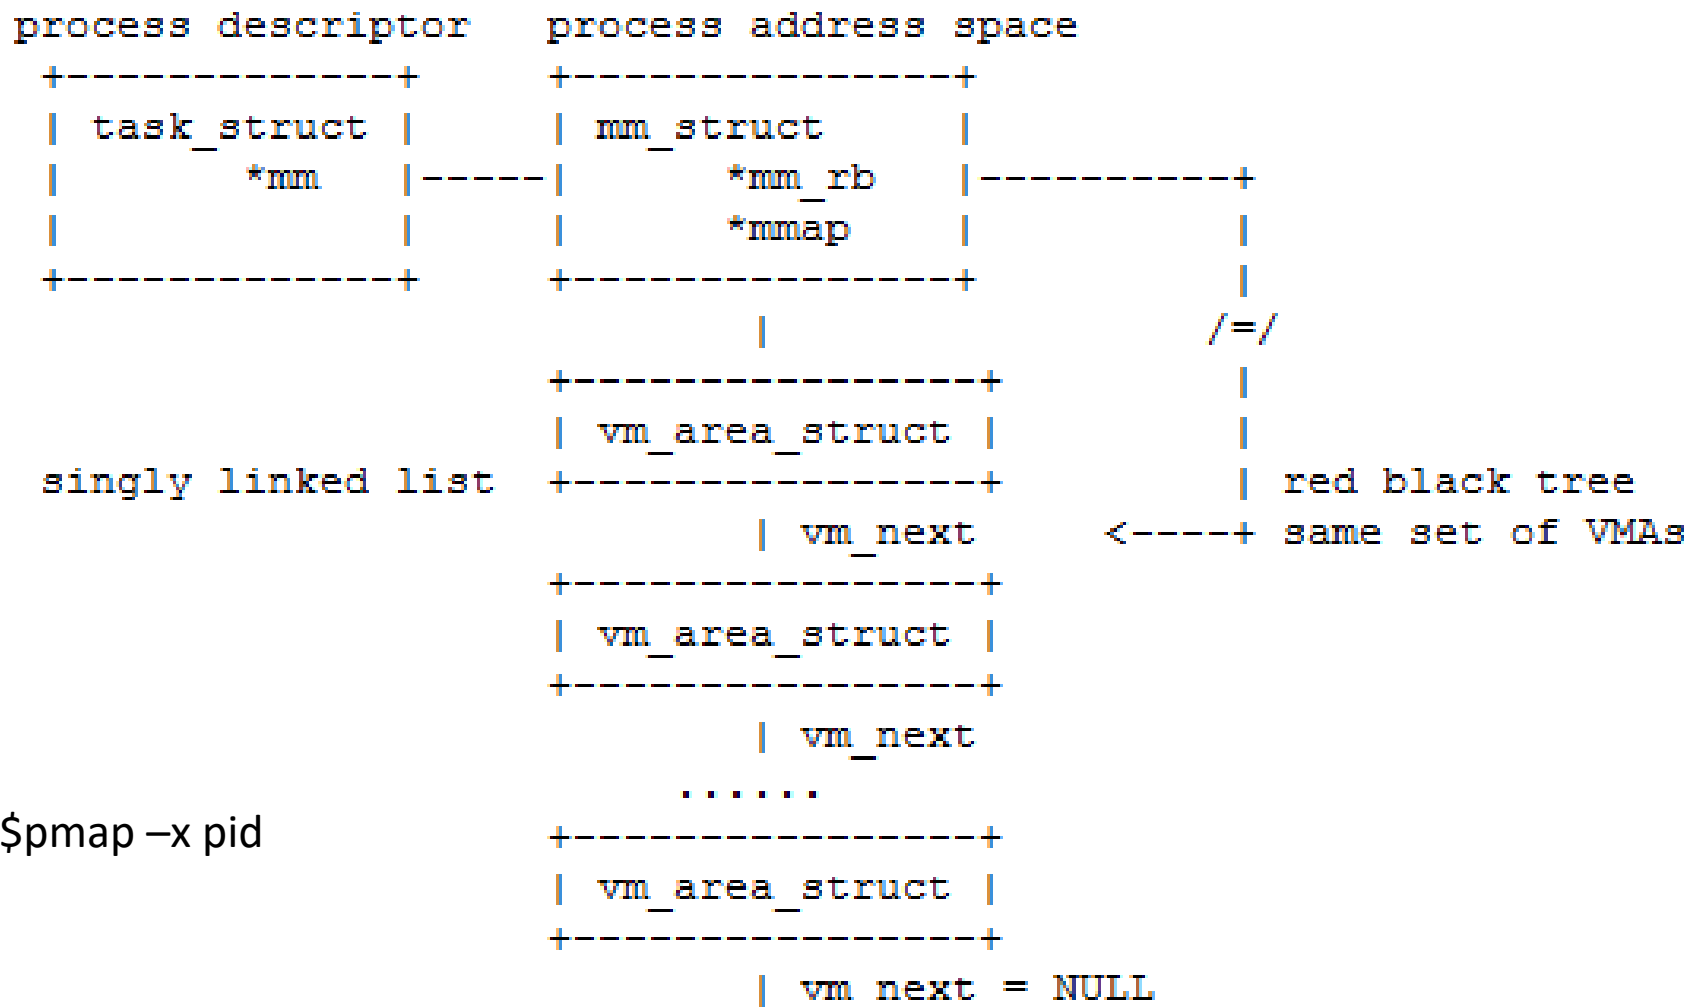 process descriptor   process address space
+-------------+     +---------------+
| task_struct |     | mm_struct     |
|       *mm   |-----|       *mm_rb  |----------+
|             |     |       *mmap   |          |
+-------------+     +---------------+          |
|                 /=/
+----------------+         |
| vm_area_struct |         |
singly linked list  +----------------+         | red black tree
| vm_next     <----+ same set of VMAs
+----------------+
| vm_area_struct |
+----------------+
| vm_next
......
$pmap –x pid        +----------------+
| vm_area_struct |
+----------------+
| vm_next = NULL